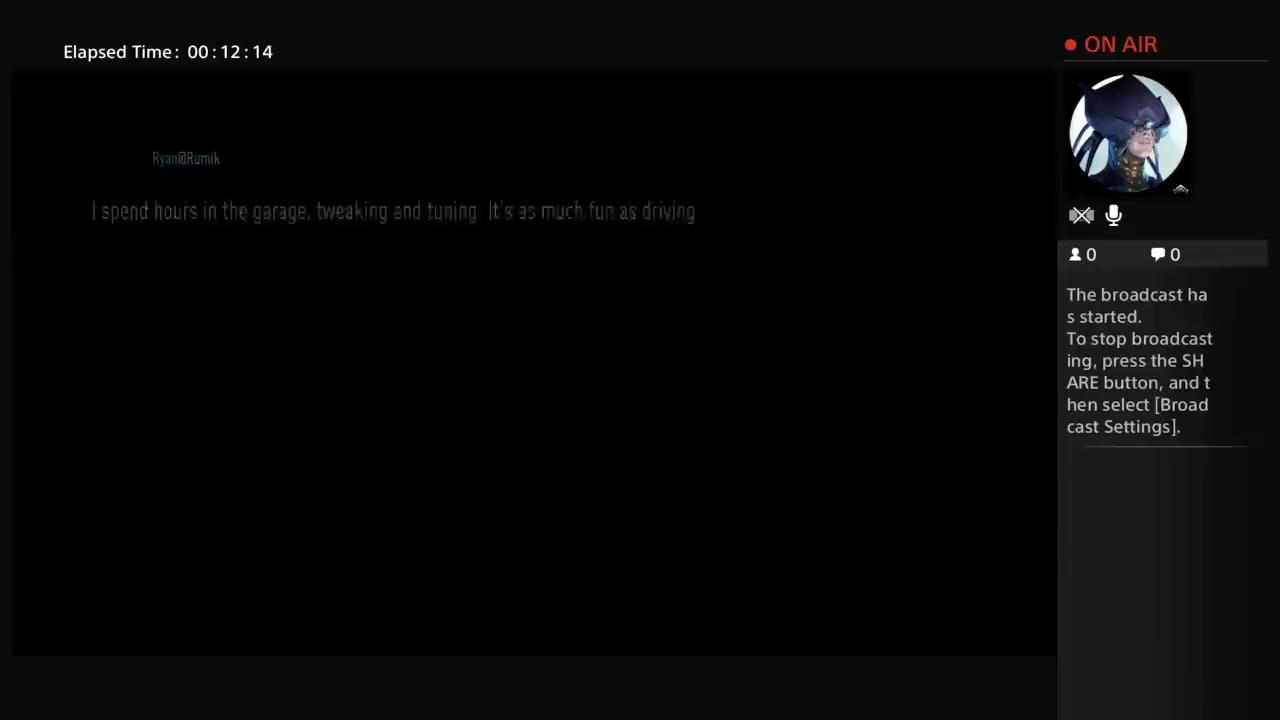 Elapsed Time: 00:12:14
ON AIR
Ryan@Rumik
I spend hours in the garage, tweaking and tuning. It's as much fun as driving
0 0
The broadcast ha
s started.
To stop broadcast
ing, press the SH
ARE button, and t
hen select [Broad
cast Settings].